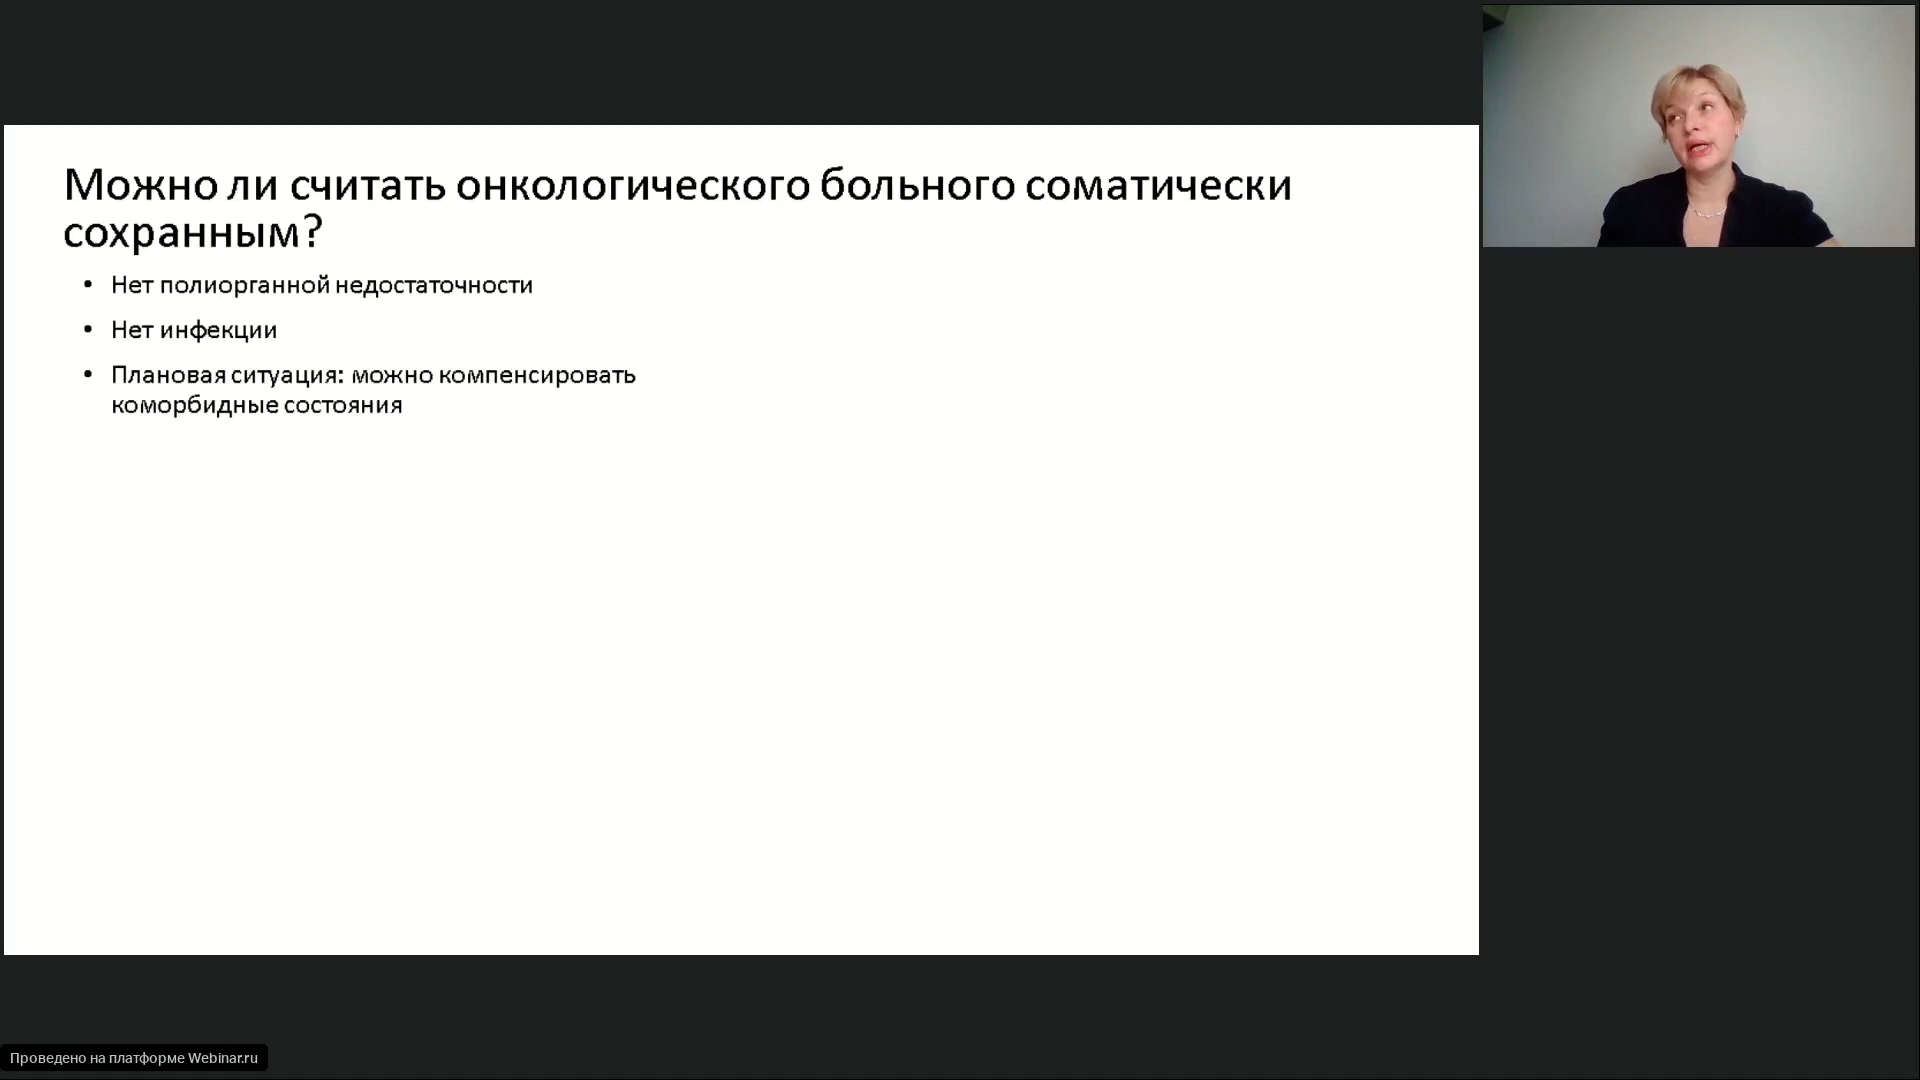 Можно ли считать онкологического больного соматически
сохранным?
• Нет полиорганной недостаточности
• Нет инфекции
• Плановая ситуация: можно компенсировать
коморбидные состояния
Проведено на платформе Webinar.ru